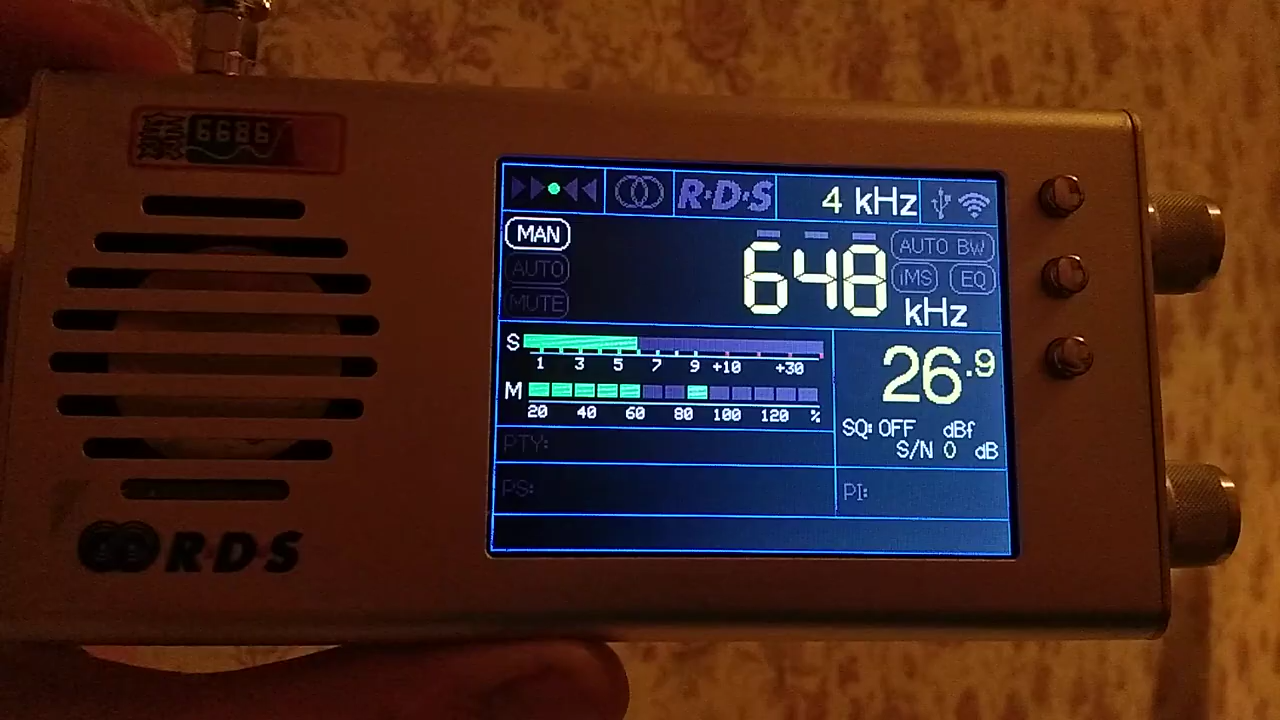 6686
R·D·S
4 kHz
MAN
AUTO
MUTE
648
kHz
AUTO BW
iMS
EQ
S
1 3 5 7 9 +10 +30
M
20 40 60 80 100 120 %
26.9
SQ: OFF dBf
S/N 0 dB
PTY:
PS:
PI:
R·D·S